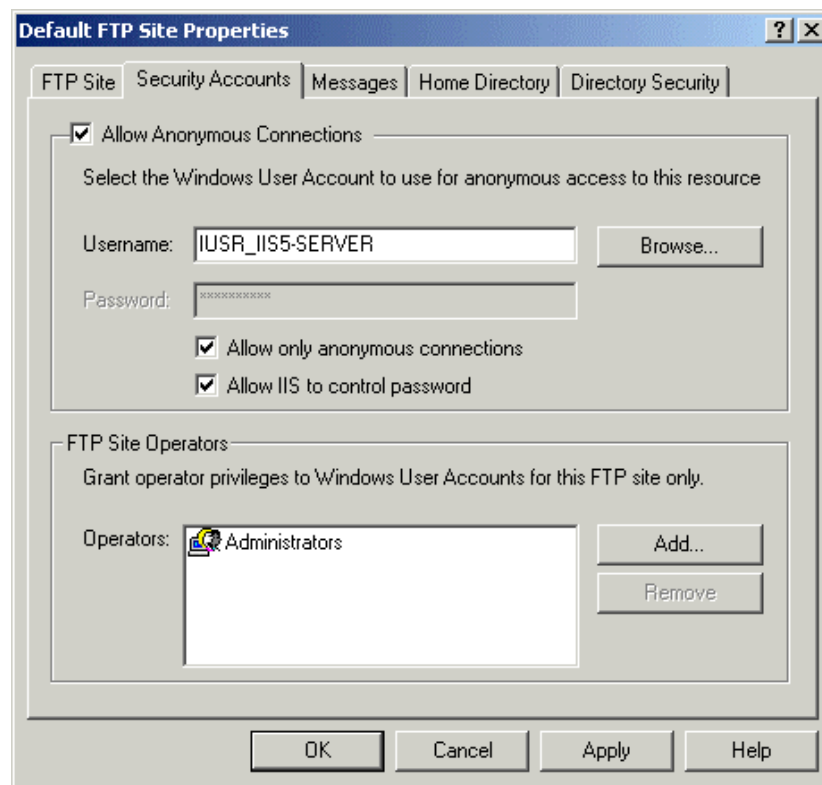 Default FTP Site Properties
FTP Site Security Accounts Messages Home Directory Directory Security
Allow Anonymous Connections
Select the Windows User Account to use for anonymous access to this resource
Username: IUSR_IIS5-SERVER Browse...
Password: **********
Allow only anonymous connections
Allow IIS to control password
FTP Site Operators
Grant operator privileges to Windows User Accounts for this FTP site only.
Operators: Administrators Add...
Remove
OK Cancel Apply Help